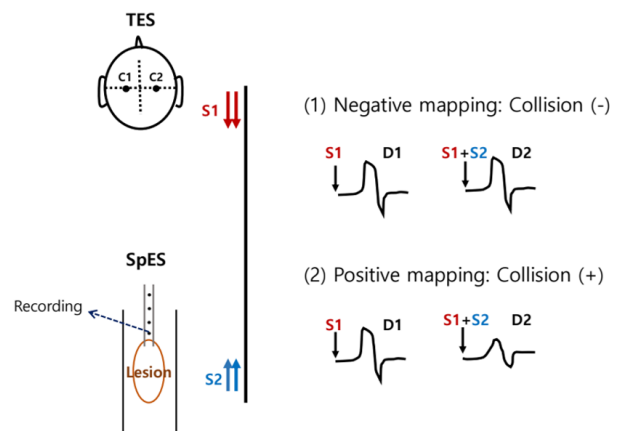 TES
C1 C2
S1
(1) Negative mapping: Collision (-)
S1 D1 S1+S2 D2
SpES
(2) Positive mapping: Collision (+)
Recording
S1 D1 S1+S2 D2
Lesion
S2